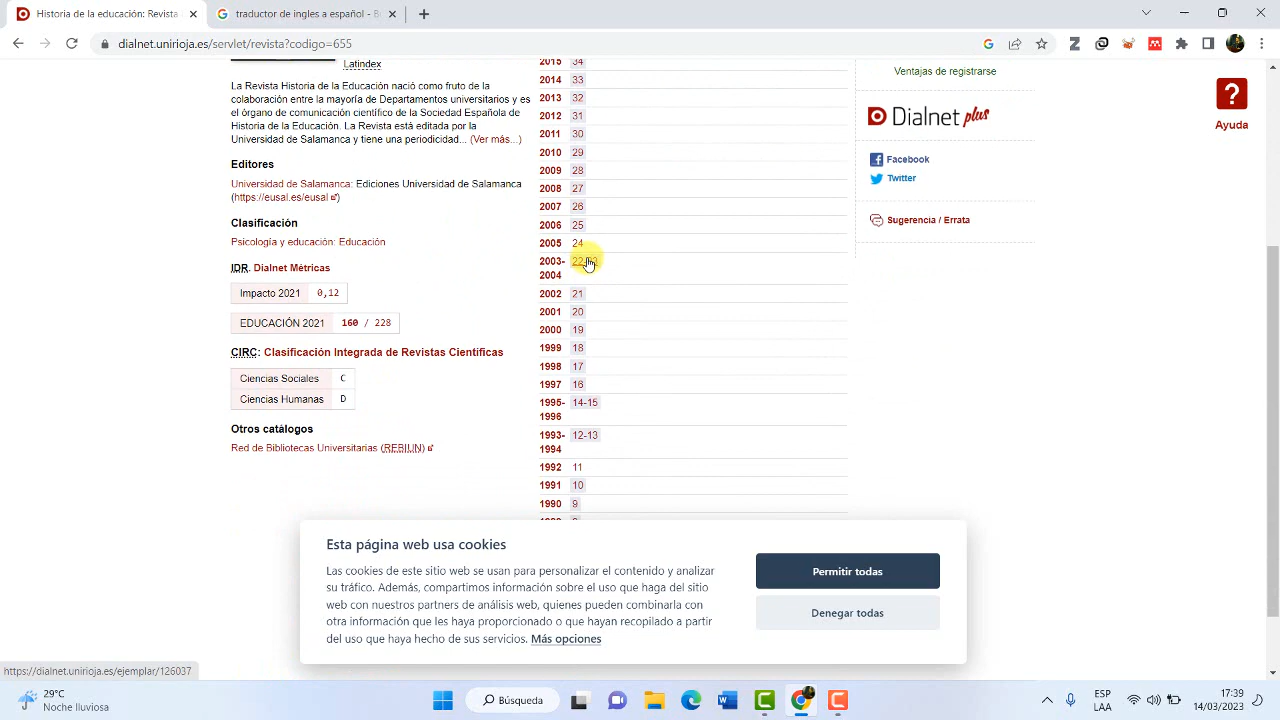 Historia de la educación: Revista
traductor de ingles a español - B
dialnet.unirioja.es/servlet/revista?codigo=655
Latindex
La Revista Historia de la Educación nació como fruto de la
colaboración entre la mayoría de Departamentos universitarios y es
el órgano de comunicación científico de la Sociedad Española de
Historia de la Educación. La Revista está editada por la
Universidad de Salamanca y tiene una periodicidad... (Ver más...)
Editores
Universidad de Salamanca: Ediciones Universidad de Salamanca
(https://eusal.es/eusal)
Clasificación
Psicología y educación: Educación
IDR. Dialnet Métricas
Impacto 2021 0,12
EDUCACIÓN 2021 160 / 228
CIRC: Clasificación Integrada de Revistas Científicas
Ciencias Sociales C
Ciencias Humanas D
Otros catálogos
Red de Bibliotecas Universitarias (REBIUN)
2015 34
2014 33
2013 32
2012 31
2011 30
2010 29
2009 28
2008 27
2007 26
2006 25
2005 24
2003- 22-
2004
2002 21
2001 20
2000 19
1999 18
1998 17
1997 16
1995- 14-15
1996
1993- 12-13
1994
1992 11
1991 10
1990 9
Ventajas de registrarse
Dialnet plus
Facebook
Twitter
Sugerencia / Errata
?
Ayuda
Esta página web usa cookies
Las cookies de este sitio web se usan para personalizar el contenido y analizar
su tráfico. Además, compartimos información sobre el uso que haga del sitio
web con nuestros partners de análisis web, quienes pueden combinarla con
otra información que les haya proporcionado o que hayan recopilado a partir
del uso que haya hecho de sus servicios. Más opciones
Permitir todas
Denegar todas
https://dialnet.unirioja.es/ejemplar/126037
29°C
Noche lluviosa
Búsqueda
ESP
LAA
17:39
14/03/2023